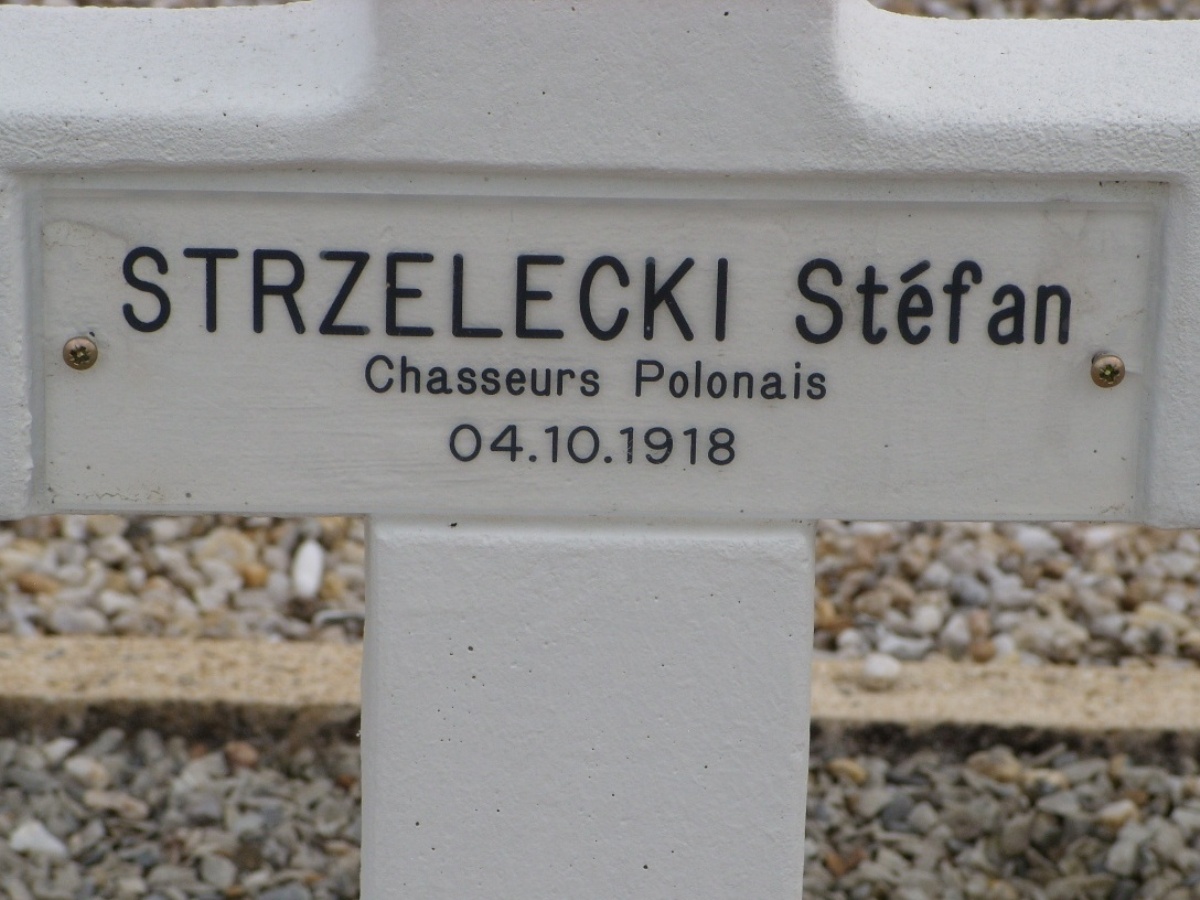 STRZELECKI Stéfan
Chasseurs Polonais
04.10.1918